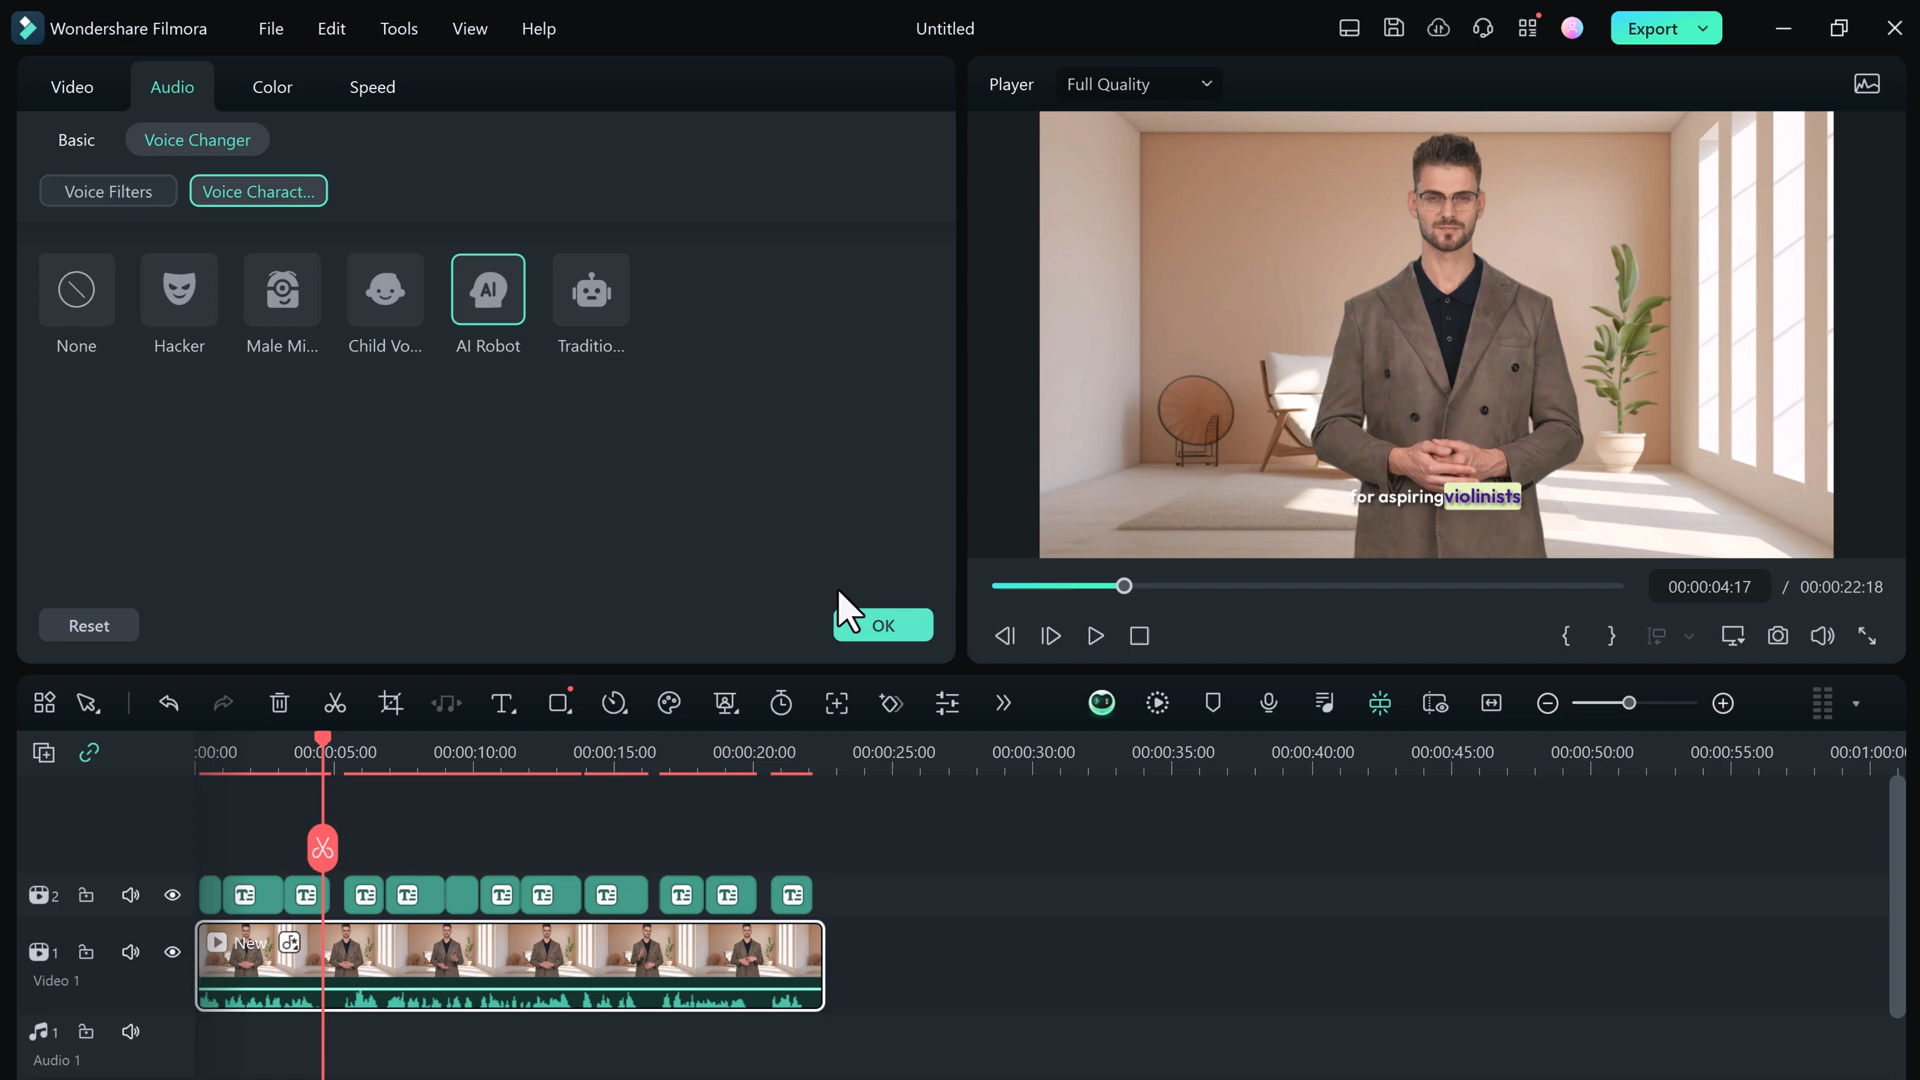 Wondershare Filmora File Edit Tools View Help Untitled Export
Video Audio Color Speed
Player Full Quality
Basic Voice Changer
Voice Filters Voice Charact...
AI
None Hacker Male Mi... Child Vo... AI Robot Traditio...
for aspiring violinists
00:00:04:17 / 00:00:22:18
Reset OK
:00:00 00:00:05:00 00:00:10:00 00:00:15:00 00:00:20:00 00:00:25:00 00:00:30:00 00:00:35:00 00:00:40:00 00:00:45:00 00:00:50:00 00:00:55:00 00:01:00:0
2
1 New
Video 1
1
Audio 1